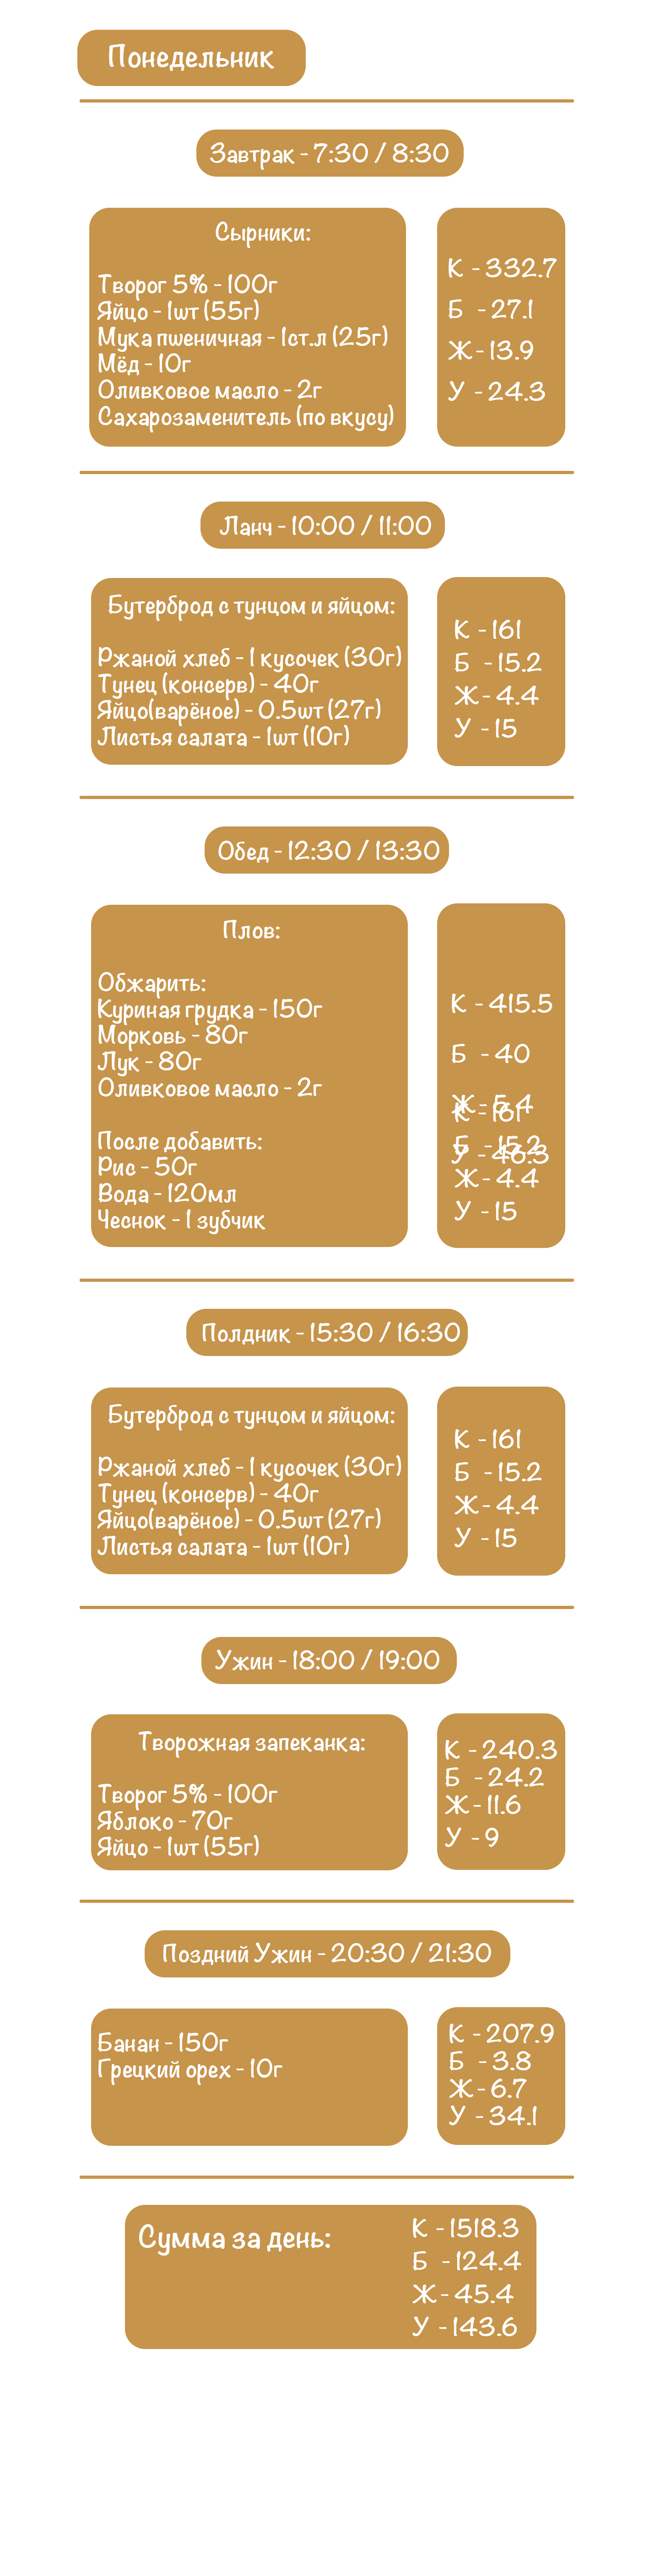 Понедельник
Завтрак - 7:30 / 8:30
Сырники:
Творог 5% - 100г
Яйцо - 1шт (55г)
Мука пшеничная - 1ст.л (25г)
Мёд - 10г
Оливковое масло - 2г
Сахарозаменитель (по вкусу)
К - 332.7
Б - 27.1
Ж - 13.9
У - 24.3
Ланч - 10:00 / 11:00
Бутерброд с тунцом и яйцом:
Ржаной хлеб - 1 кусочек (30г)
Тунец (консерв) - 40г
Яйцо(варёное) - 0.5шт (27г)
Листья салата - 1шт (10г)
К - 161
Б - 15.2
Ж - 4.4
У - 15
Обед - 12:30 / 13:30
Плов:
Обжарить:
Куриная грудка - 150г
Морковь - 80г
Лук - 80г
Оливковое масло - 2г
После добавить:
Рис - 50г
Вода - 120мл
Чеснок - 1 зубчик
К - 415.5
Б - 40
Ж - 5.4
К - 161
Б - 15.2
У - 46.3
Ж - 4.4
У - 15
Полдник - 15:30 / 16:30
Бутерброд с тунцом и яйцом:
Ржаной хлеб - 1 кусочек (30г)
Тунец (консерв) - 40г
Яйцо(варёное) - 0.5шт (27г)
Листья салата - 1шт (10г)
К - 161
Б - 15.2
Ж - 4.4
У - 15
Ужин - 18:00 / 19:00
Творожная запеканка:
Творог 5% - 100г
Яблоко - 70г
Яйцо - 1шт (55г)
К - 240.3
Б - 24.2
Ж - 11.6
У - 9
Поздний Ужин - 20:30 / 21:30
Банан - 150г
Грецкий орех - 10г
К - 207.9
Б - 3.8
Ж - 6.7
У - 34.1
Сумма за день:
К - 1518.3
Б - 124.4
Ж - 45.4
У - 143.6